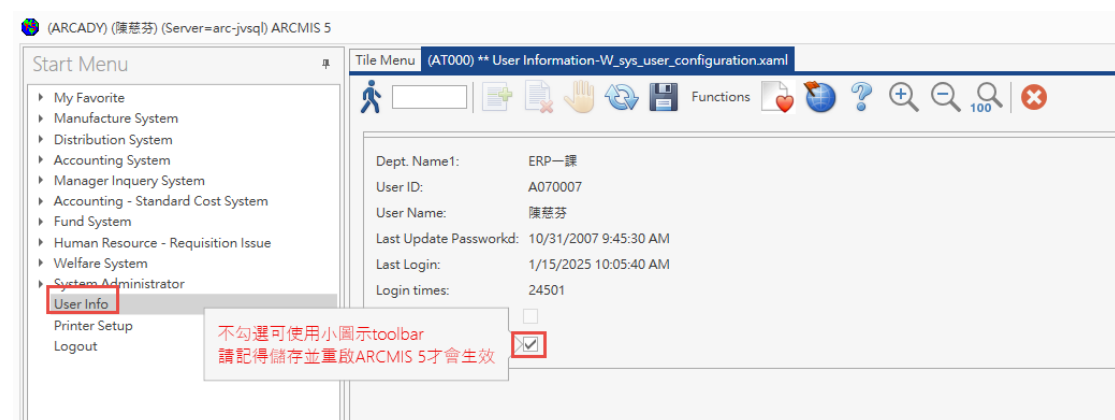 (ARCADY) (陳慈芬) (Server=arc-jvsql) ARCMIS 5
Start Menu
My Favorite
Manufacture System
Distribution System
Accounting System
Manager Inquery System
Accounting - Standard Cost System
Fund System
Human Resource - Requisition Issue
Welfare System
System Administrator
User Info
Printer Setup
Logout
Tile Menu
(AT000) ** User Information-W_sys_user_configuration.xaml
Functions
100
Dept. Name1: ERP一課
User ID: A070007
User Name: 陳慈芬
Last Update Passworkd: 10/31/2007 9:45:30 AM
Last Login: 1/15/2025 10:05:40 AM
Login times: 24501
不勾選可使用小圖示toolbar
請記得儲存並重啟ARCMIS 5才會生效